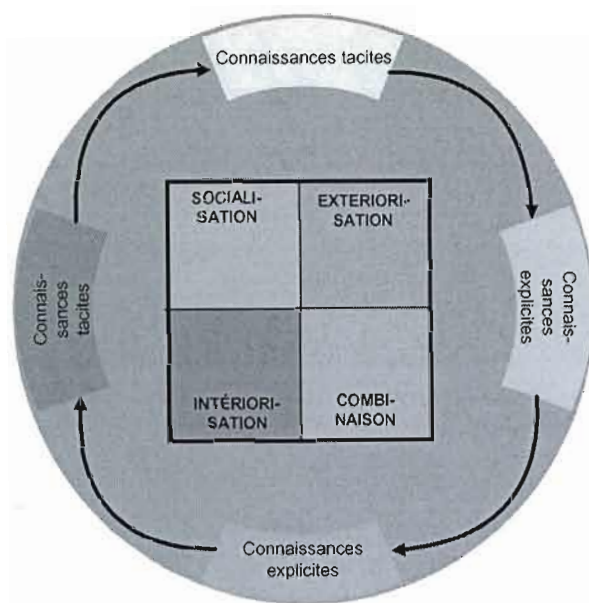 Connaissances tacites
SOCIALI-
SATION
EXTERIORI-
SATION
Connais-
sances
tacites
Connais-
sances
explicites
INTÉRIORI-
SATION
COMBI-
NAISON
Connaissances
explicites